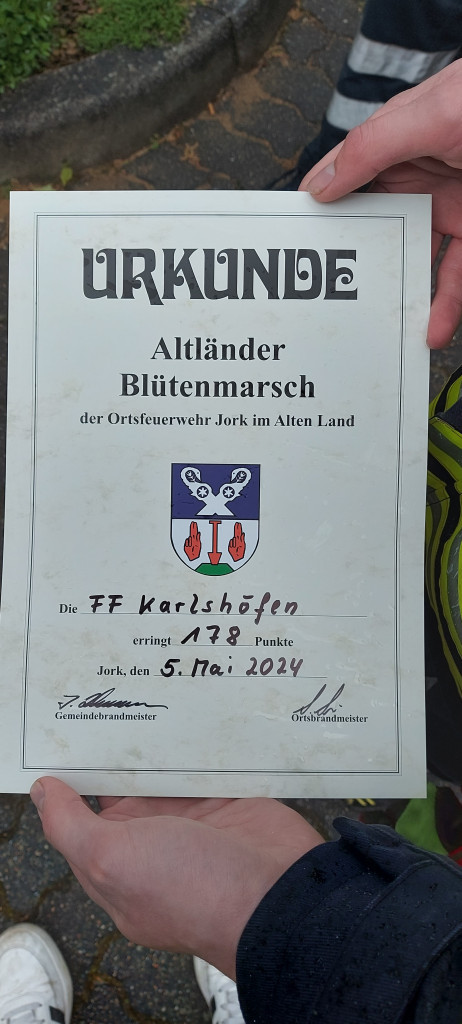 URKUNDE
Altländer
Blütenmarsch
der Ortsfeuerwehr Jork im Alten Land
Die FF Karlshöfen
erringt 178 Punkte
Jork, den 5. Mai 2024
Gemeindebrandmeister Ortsbrandmeister